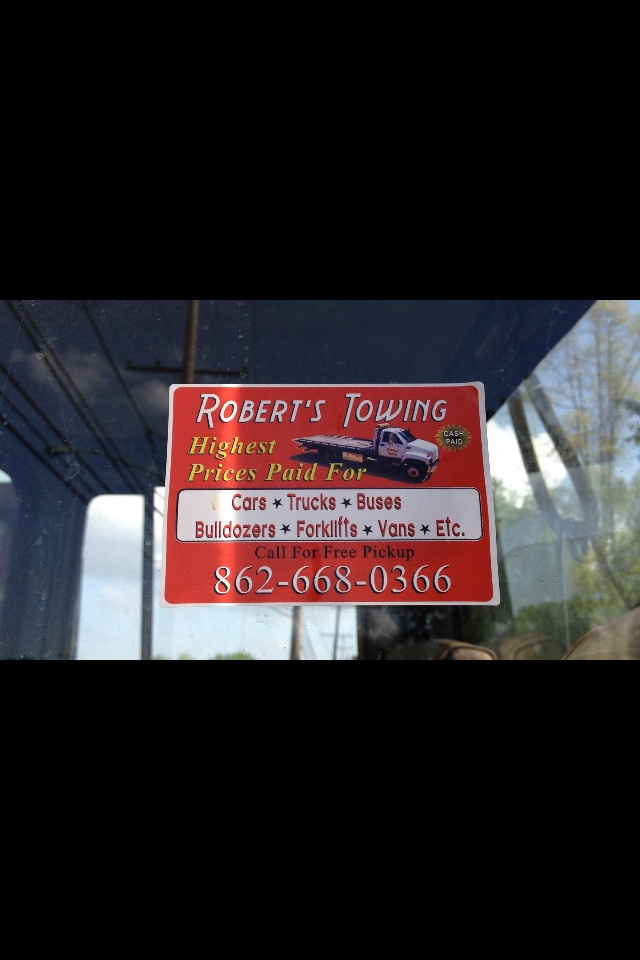 ROBERT'S TOWING
Highest
Prices Paid For
CASH
PAID
Cars ★ Trucks ★ Buses
Bulldozers ★ Forklifts ★ Vans ★ Etc.
Call For Free Pickup
862-668-0366